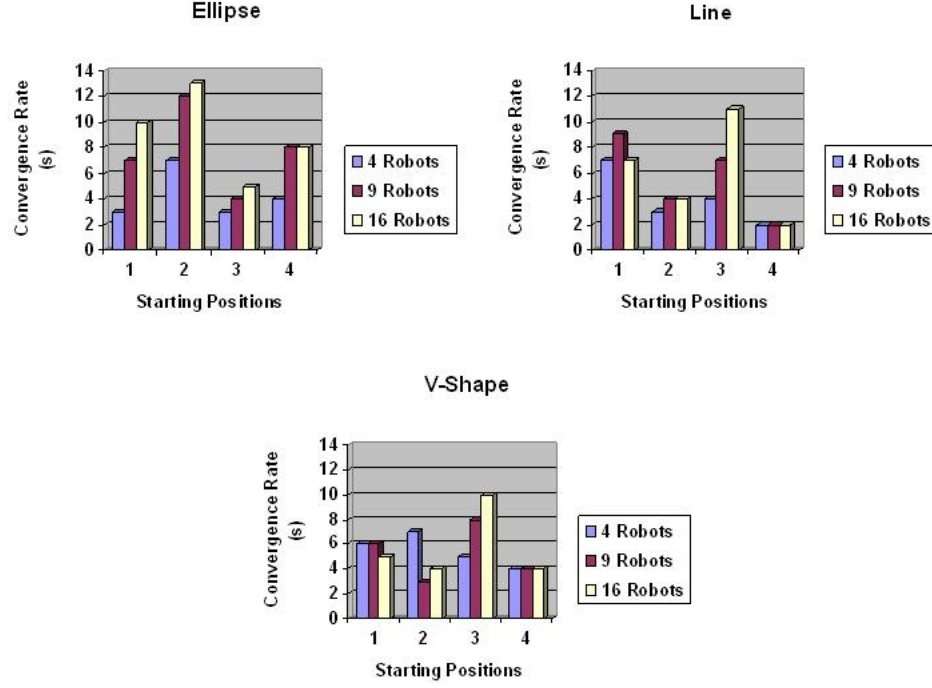 Ellipse
Convergence Rate
(s)
14
12
10
8
6
4
2
0
1 2 3 4
Starting Positions
4 Robots
9 Robots
16 Robots
Line
Convergence Rate
(s)
14
12
10
8
6
4
2
0
1 2 3 4
Starting Positions
4 Robots
9 Robots
16 Robots
V-Shape
Convergence Rate
(s)
14
12
10
8
6
4
2
0
1 2 3 4
Starting Positions
4 Robots
9 Robots
16 Robots